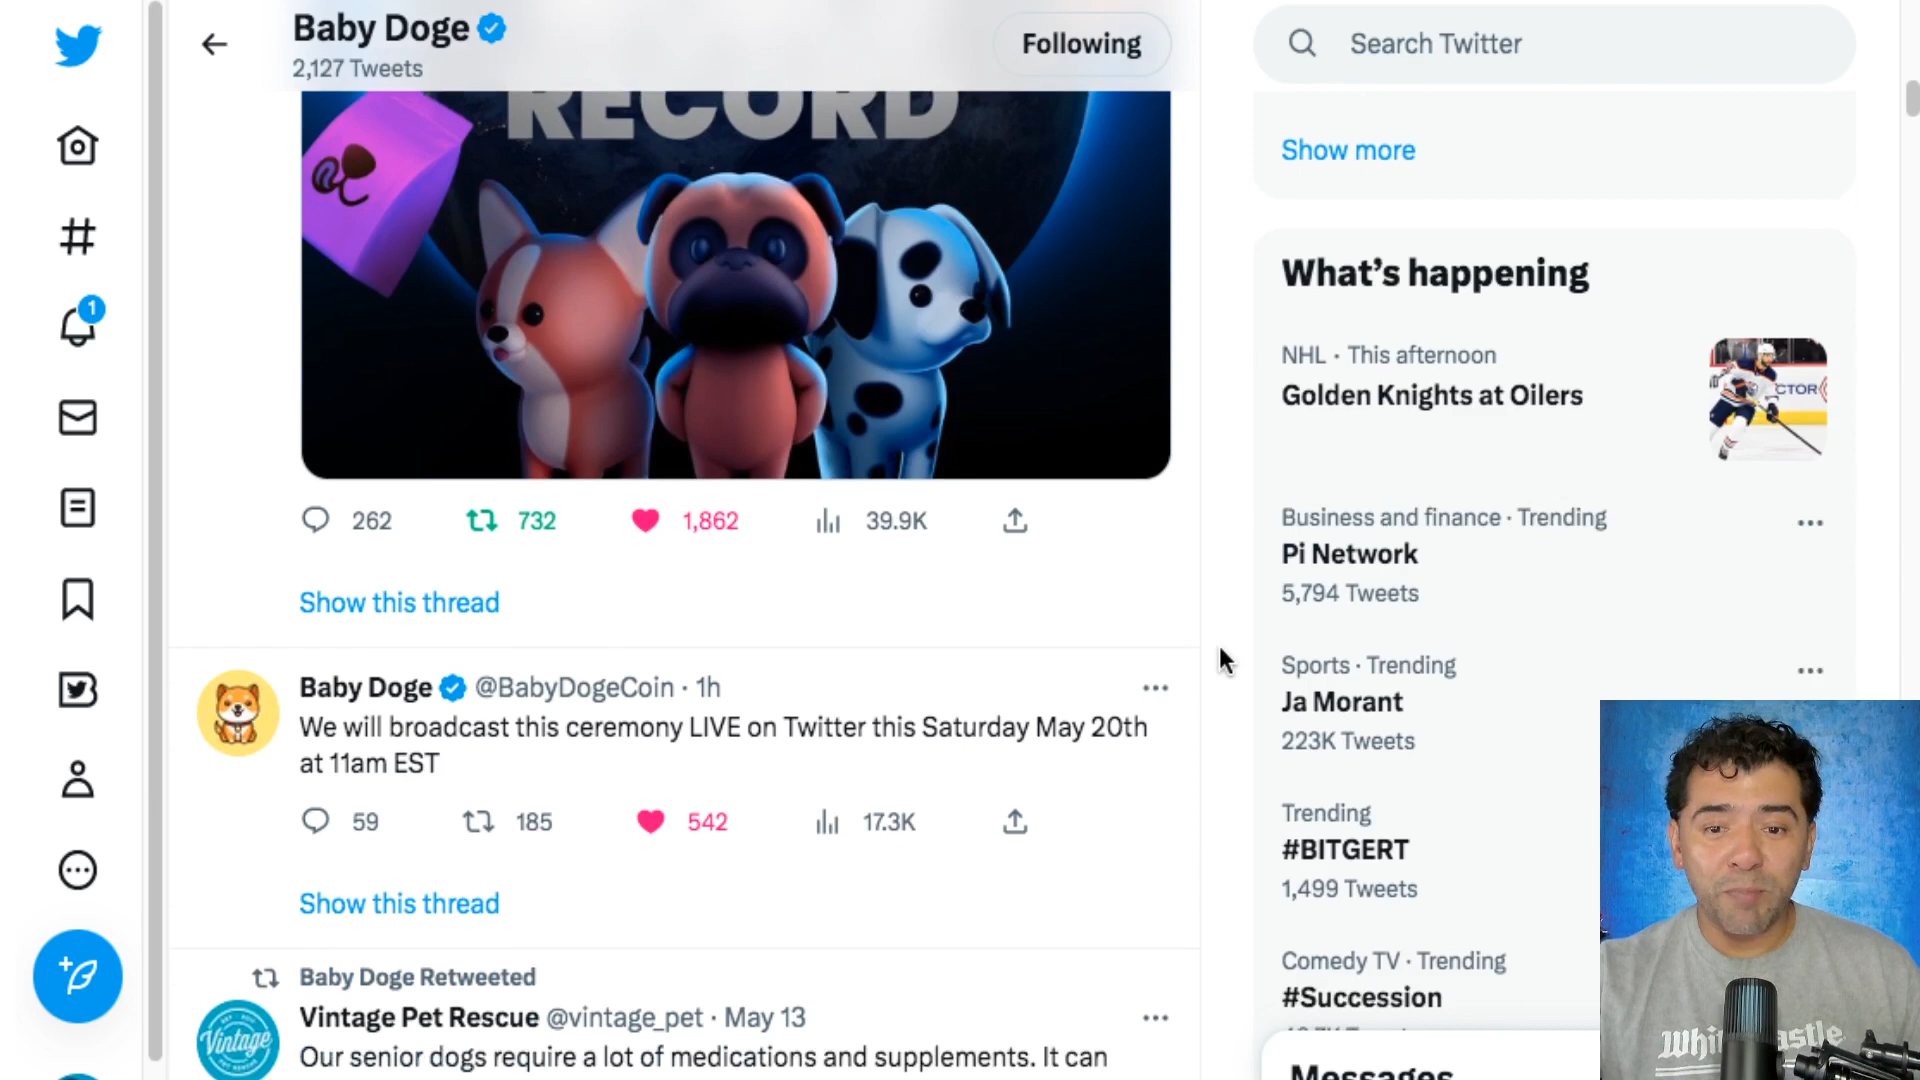 Baby Doge
2,127 Tweets
Following
Search Twitter
RECORD
1
262 732 1,862 39.9K
Show this thread
Baby Doge @BabyDogeCoin · 1h
We will broadcast this ceremony LIVE on Twitter this Saturday May 20th
at 11am EST
59 185 542 17.3K
Show this thread
Baby Doge Retweeted
Vintage Pet Rescue @vintage_pet · May 13
Our senior dogs require a lot of medications and supplements. It can
Vintage
Show more
What's happening
NHL · This afternoon
Golden Knights at Oilers
CTOR
Business and finance · Trending
Pi Network
5,794 Tweets
Sports · Trending
Ja Morant
223K Tweets
Trending
#BITGERT
1,499 Tweets
Comedy TV · Trending
#Succession
Messages
White Castle